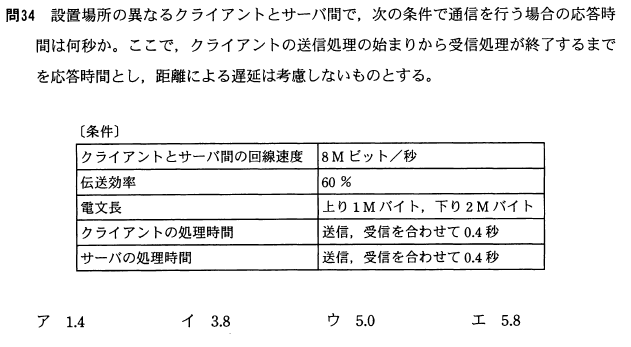 問34 設置場所の異なるクライアントとサーバ間で，次の条件で通信を行う場合の応答時
間は何秒か。ここで，クライアントの送信処理の始まりから受信処理が終了するまで
を応答時間とし，距離による遅延は考慮しないものとする。
〔条件〕
クライアントとサーバ間の回線速度 8Mビット／秒
伝送効率 60 %
電文長 上り1Mバイト，下り2Mバイト
クライアントの処理時間 送信，受信を合わせて0.4秒
サーバの処理時間 送信，受信を合わせて0.4秒
ア 1.4 イ 3.8 ウ 5.0 エ 5.8